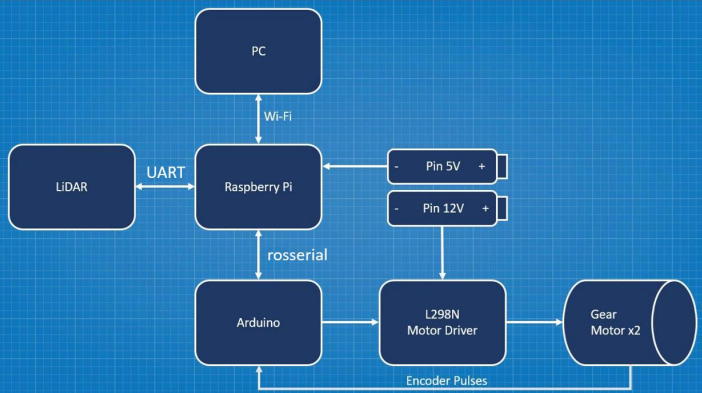 PC
Wi-Fi
LiDAR
UART
Raspberry Pi
- Pin 5V +
- Pin 12V +
rosserial
Arduino
L298N
Motor Driver
Gear
Motor x2
Encoder Pulses